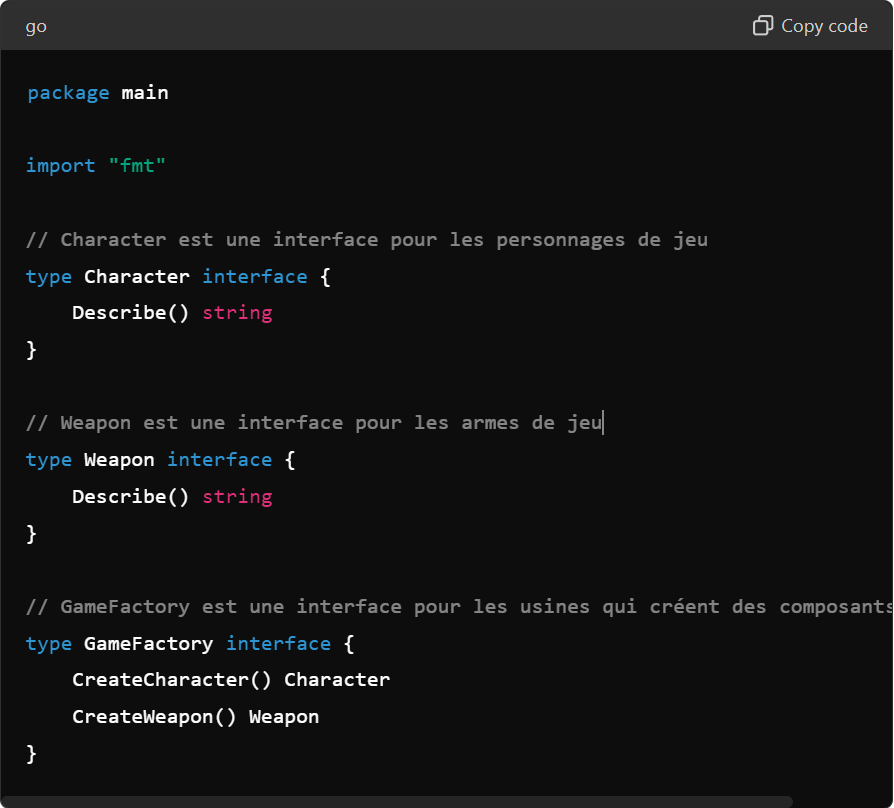 go
Copy code
package main
import "fmt"
// Character est une interface pour les personnages de jeu
type Character interface {
    Describe() string
}
// Weapon est une interface pour les armes de jeu
type Weapon interface {
    Describe() string
}
// GameFactory est une interface pour les usines qui créent des composants
type GameFactory interface {
    CreateCharacter() Character
    CreateWeapon() Weapon
}